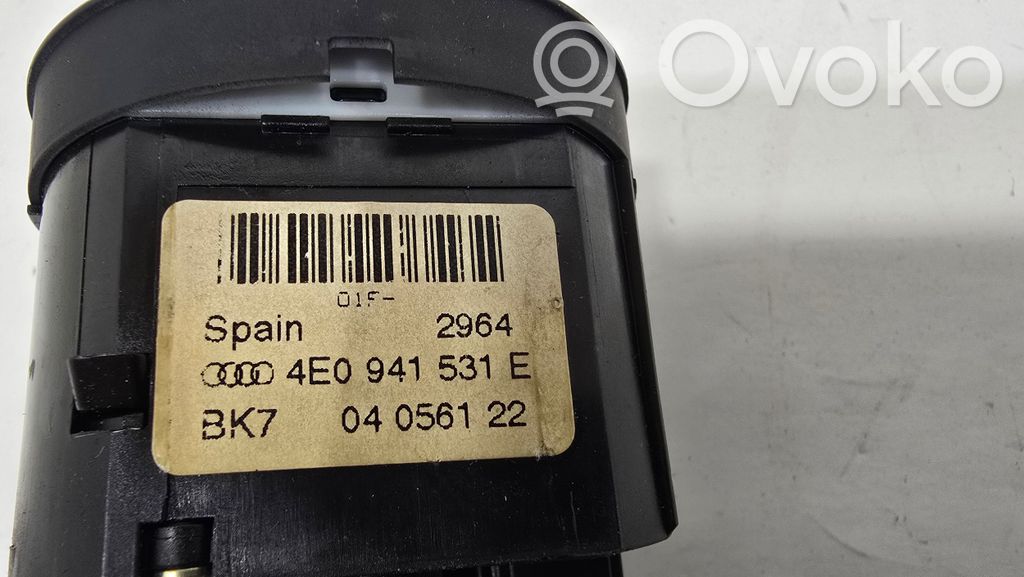 Ovoko
01F-
Spain 2964
4E0 941 531 E
BK7 04 0561 22